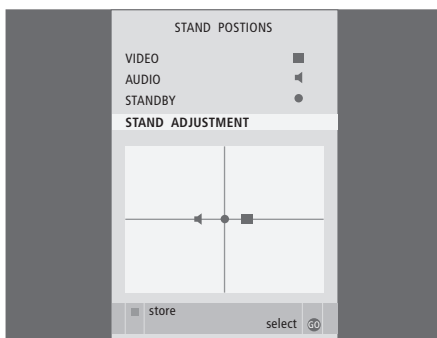 STAND POSTIONS
VIDEO
AUDIO
STANDBY
STAND ADJUSTMENT
store
select GO